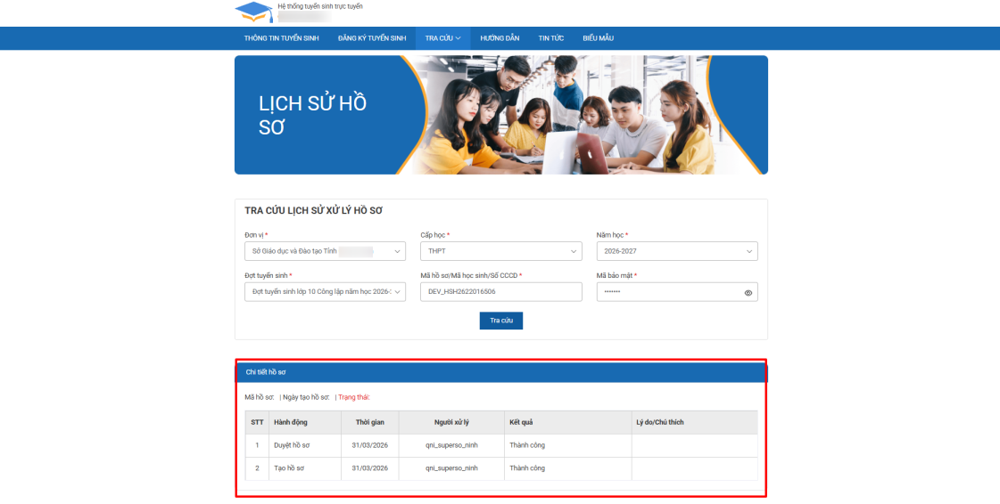 Hệ thống tuyển sinh trực tuyến
THÔNG TIN TUYỂN SINH ĐĂNG KÝ TUYỂN SINH TRA CỨU HƯỚNG DẪN TIN TỨC BIỂU MẪU
LỊCH SỬ HỒ
SƠ
TRA CỨU LỊCH SỬ XỬ LÝ HỒ SƠ
Đơn vị * Cấp học * Năm học *
Sở Giáo dục và Đào tạo Tỉnh THPT 2026-2027
Đợt tuyển sinh * Mã hồ sơ/Mã học sinh/Số CCCD * Mã bảo mật *
Đợt tuyển sinh lớp 10 Công lập năm học 2026-2 DEV_HSH2622016506 •••••••
Tra cứu
Chi tiết hồ sơ
Mã hồ sơ: | Ngày tạo hồ sơ: | Trạng thái:
STT Hành động Thời gian Người xử lý Kết quả Lý do/Chú thích
1 Duyệt hồ sơ 31/03/2026 qni_superso_ninh Thành công
2 Tạo hồ sơ 31/03/2026 qni_superso_ninh Thành công